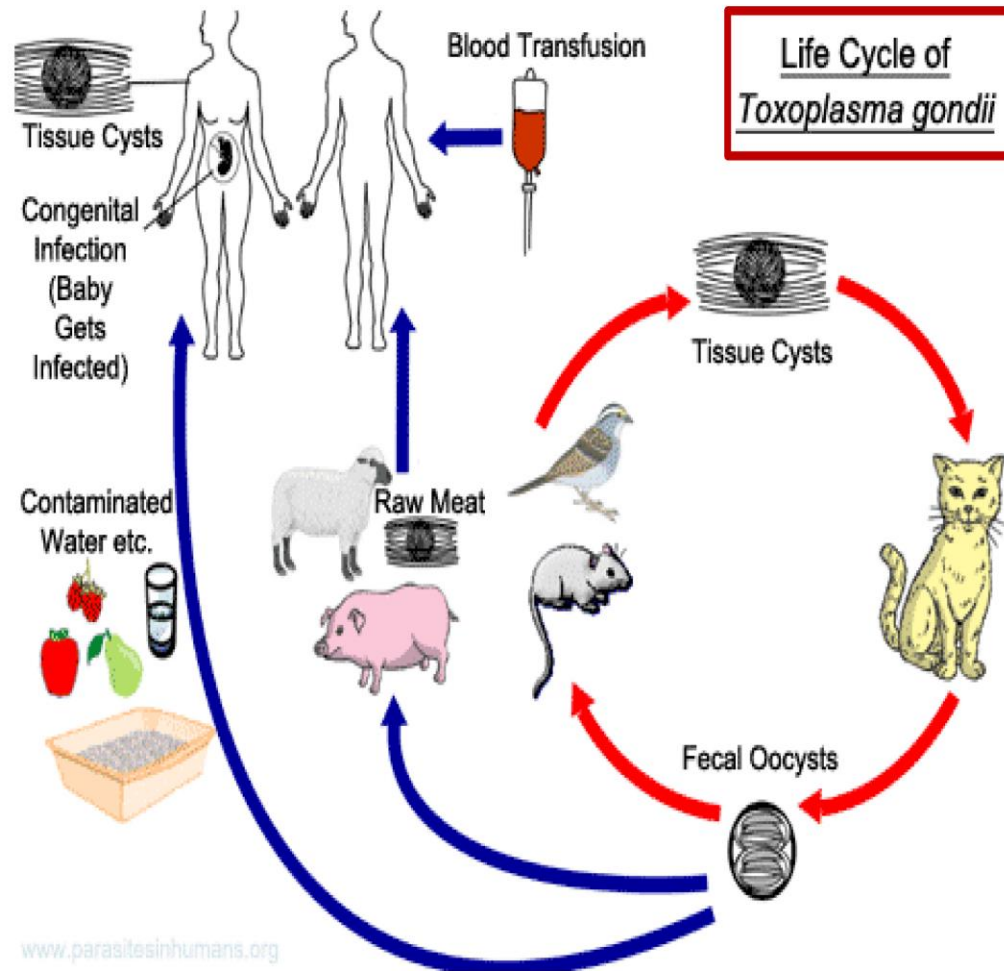 Life Cycle of
Toxoplasma gondii
Blood Transfusion
Tissue Cysts
Congenital
Infection
(Baby
Gets
Infected)
Tissue Cysts
Contaminated
Water etc.
Raw Meat
Fecal Oocysts
www.parasitesinhumans.org